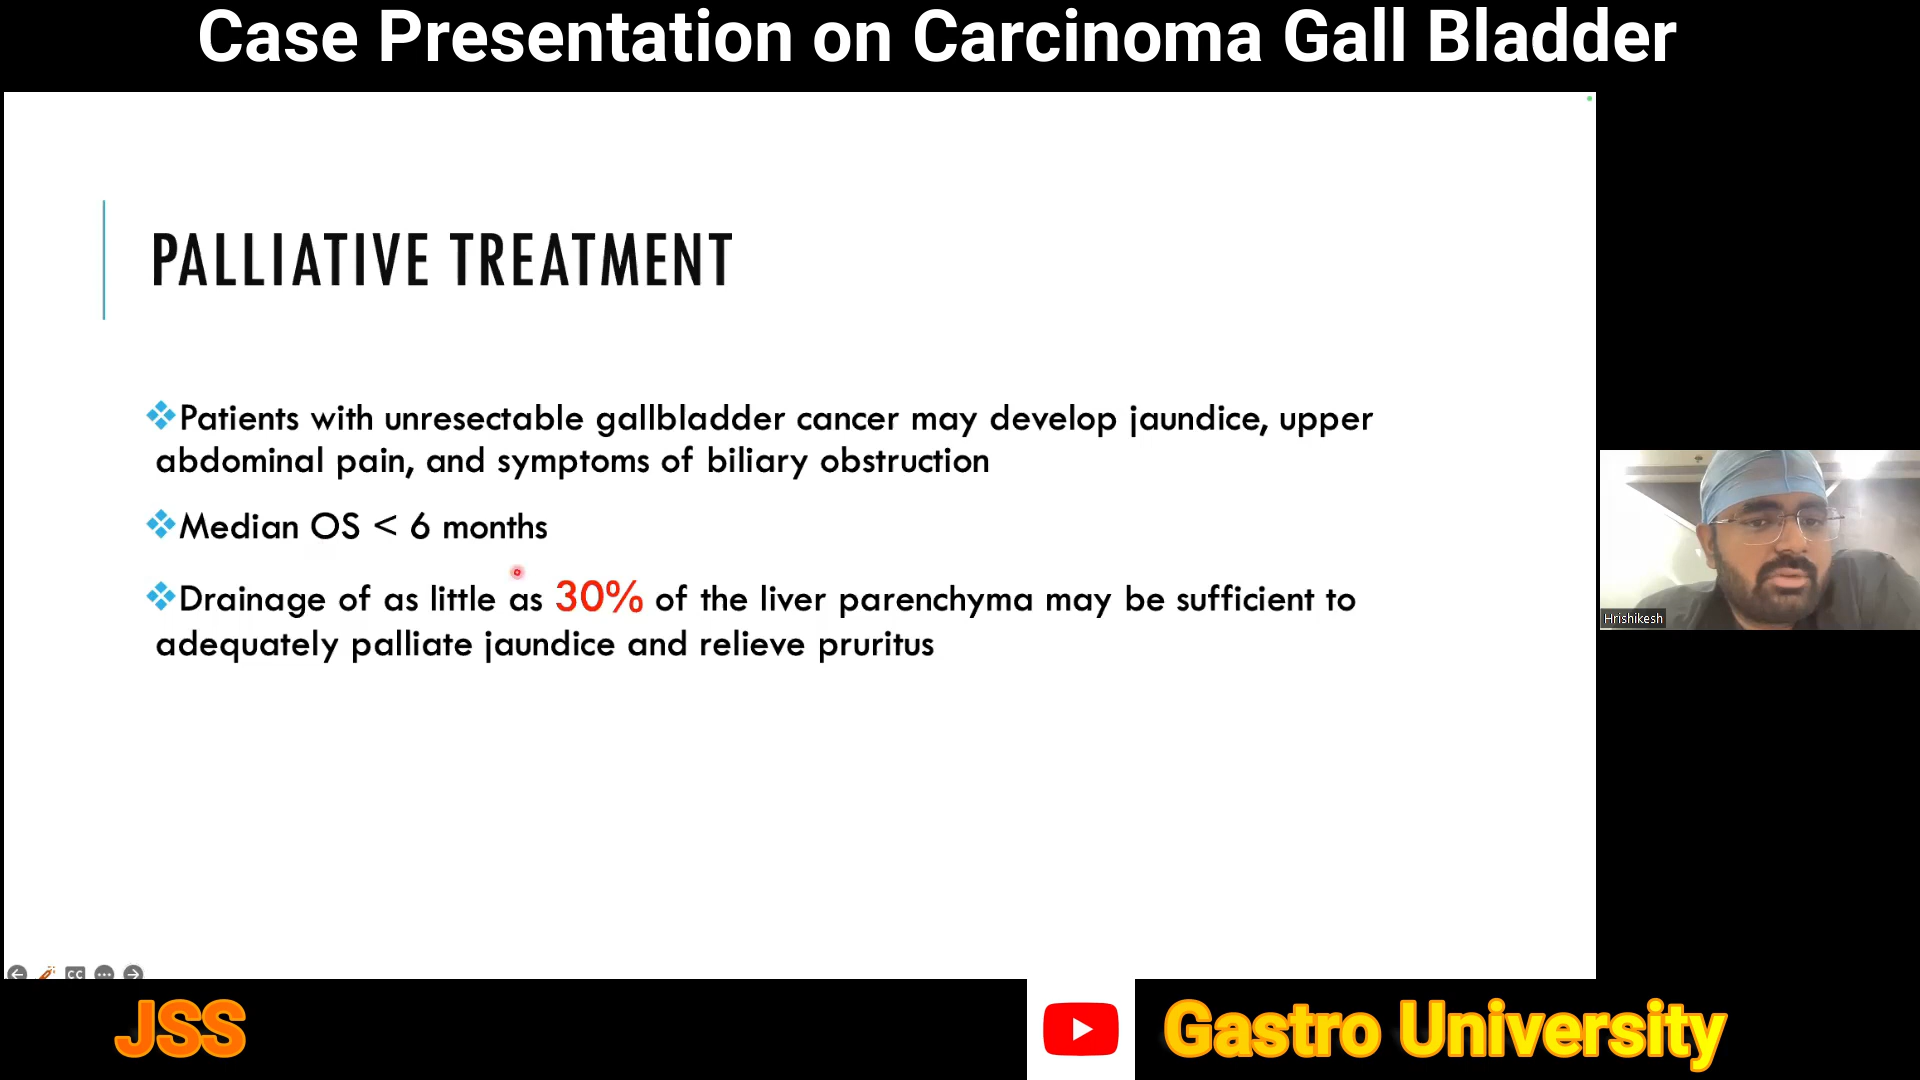 Case Presentation on Carcinoma Gall Bladder
PALLIATIVE TREATMENT
Patients with unresectable gallbladder cancer may develop jaundice, upper
abdominal pain, and symptoms of biliary obstruction
Median OS < 6 months
Drainage of as little as 30% of the liver parenchyma may be sufficient to
adequately palliate jaundice and relieve pruritus
Hrishikesh
CC
JSS
Gastro University